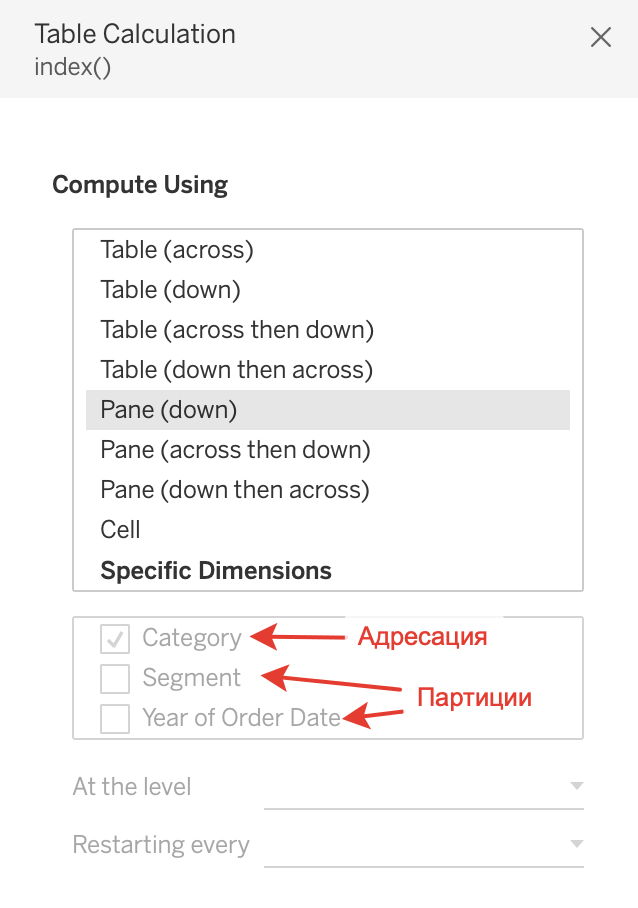 Table Calculation
index()
Compute Using
Table (across)
Table (down)
Table (across then down)
Table (down then across)
Pane (down)
Pane (across then down)
Pane (down then across)
Cell
Specific Dimensions
Category Адресация
Segment
Партиции
Year of Order Date
At the level
Restarting every